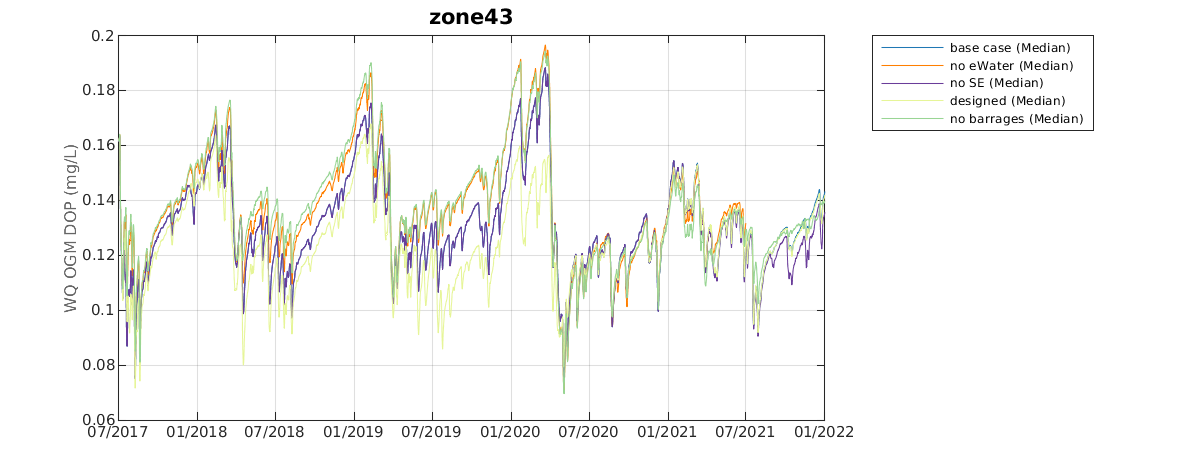 zone43
0.2
0.18
0.16
0.14
0.12
0.1
0.08
0.06
WQ OGM DOP (mg/L)
07/2017 01/2018 07/2018 01/2019 07/2019 01/2020 07/2020 01/2021 07/2021 01/2022
base case (Median)
no eWater (Median)
no SE (Median)
designed (Median)
no barrages (Median)